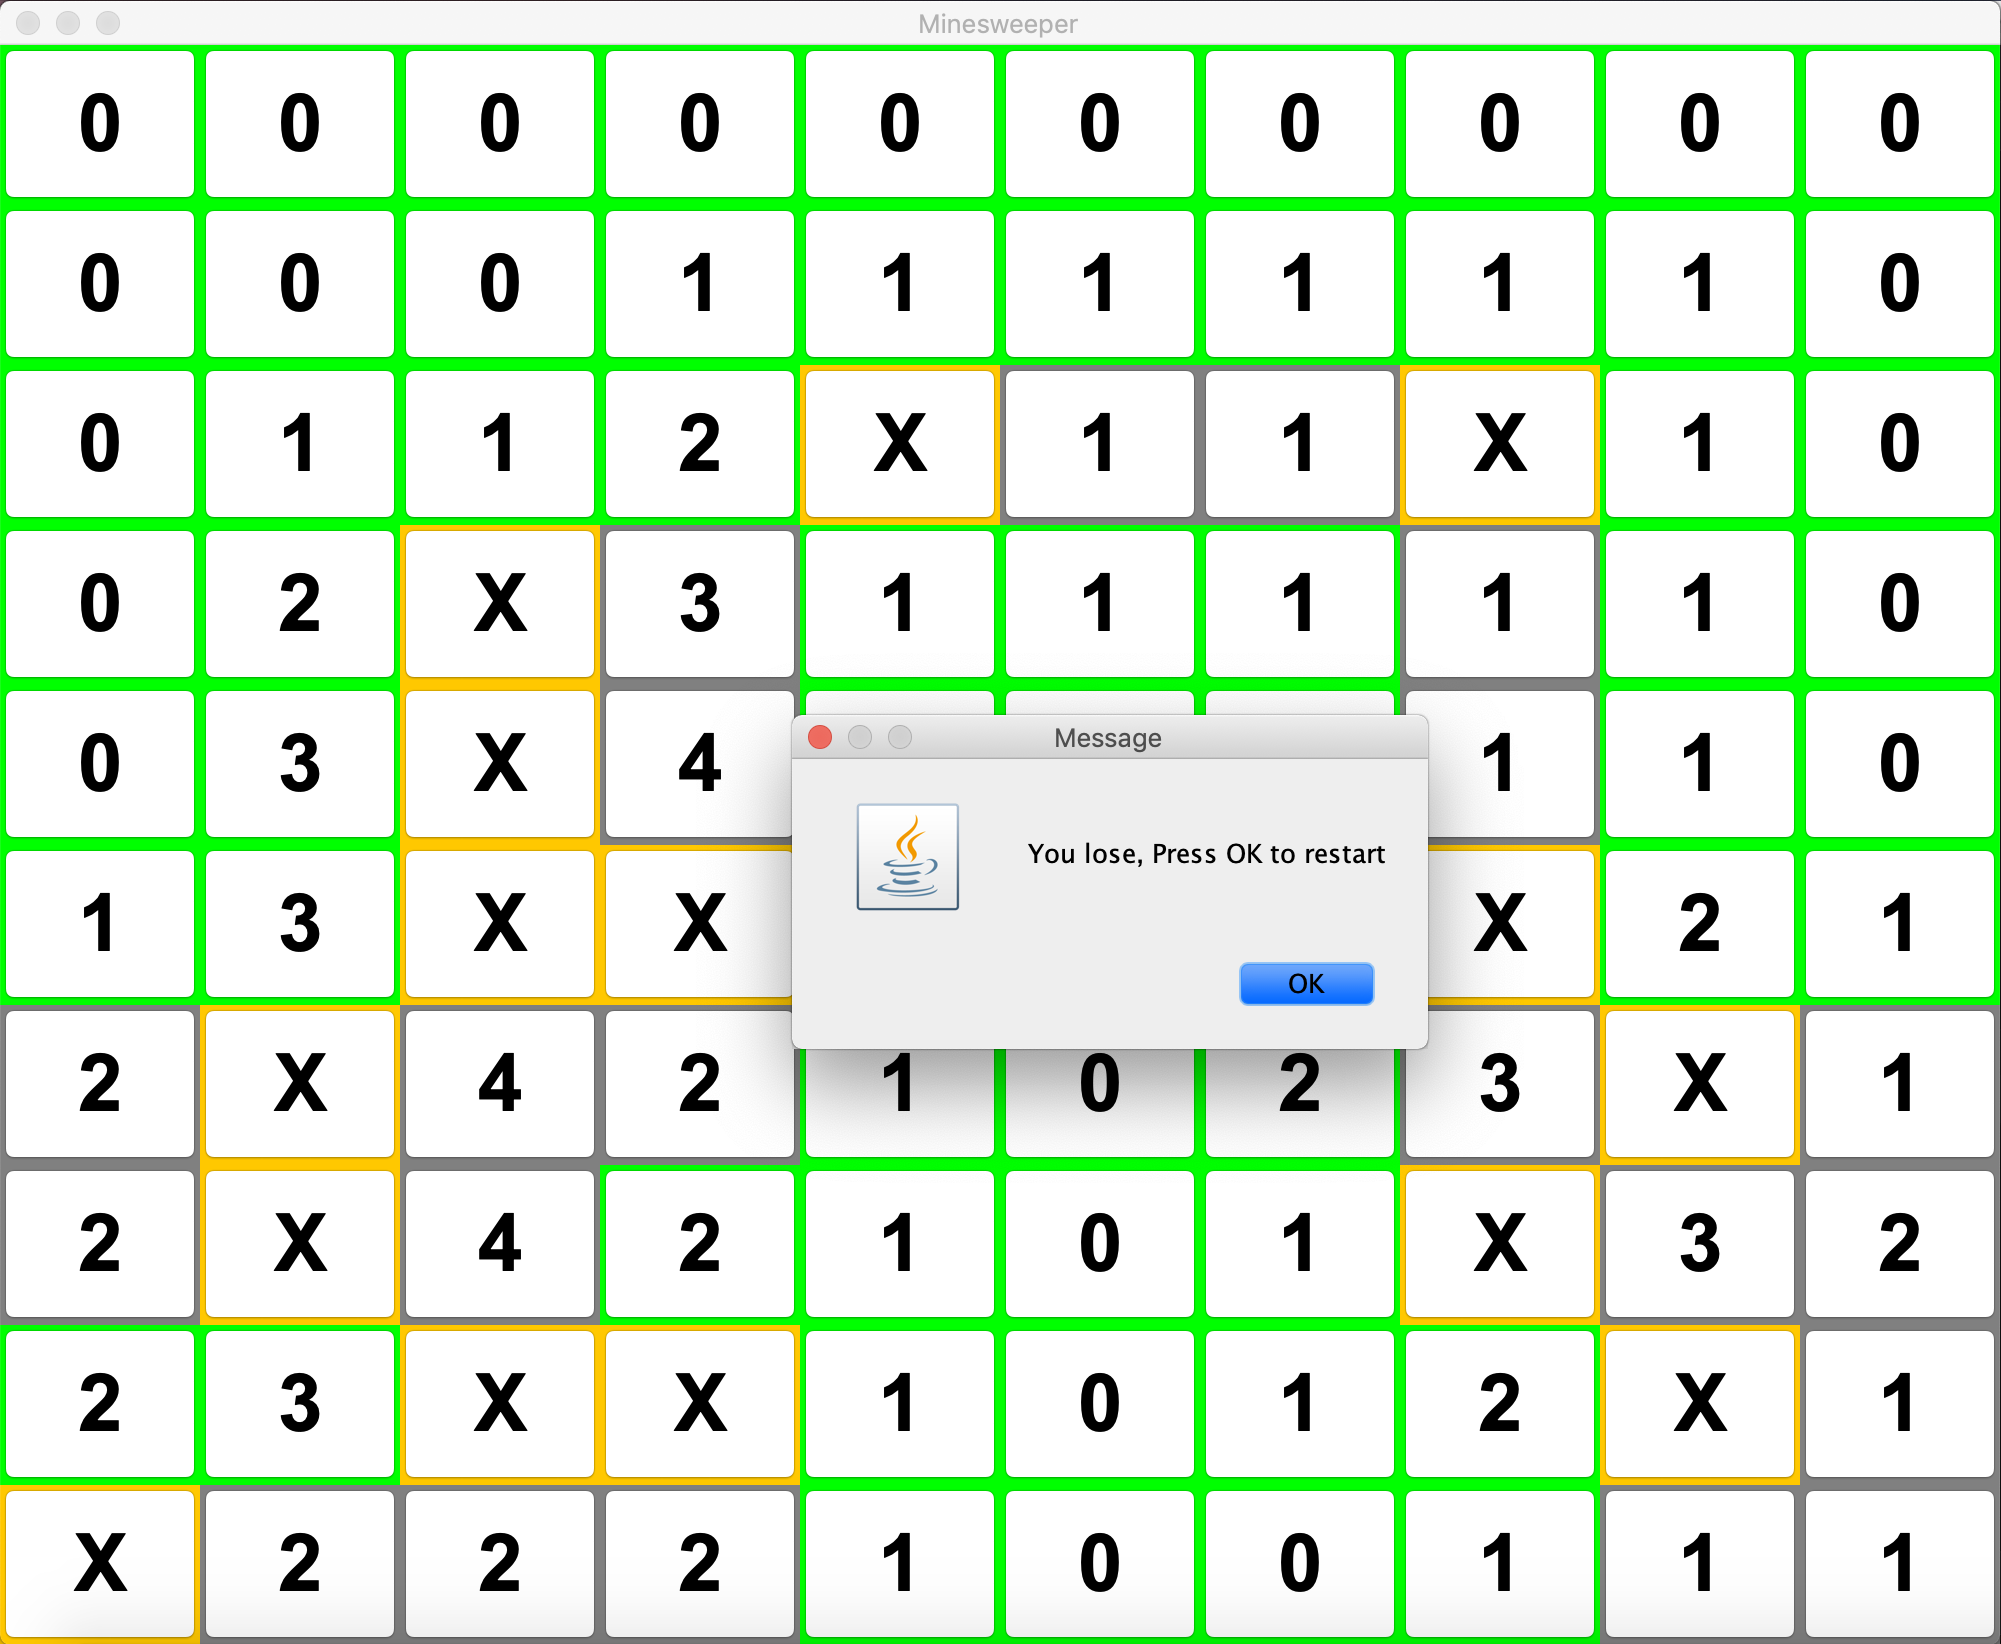 Minesweeper
0 0 0 0 0 0 0 0 0 0
0 0 0 1 1 1 1 1 1 0
0 1 1 2 X 1 1 X 1 0
0 2 X 3 1 1 1 1 1 0
0 3 X 4 1 1 0
Message
You lose, Press OK to restart
1 3 X X X 2 1
OK
2 X 4 2 1 0 2 3 X 1
2 X 4 2 1 0 1 X 3 2
2 3 X X 1 0 1 2 X 1
X 2 2 2 1 0 0 1 1 1